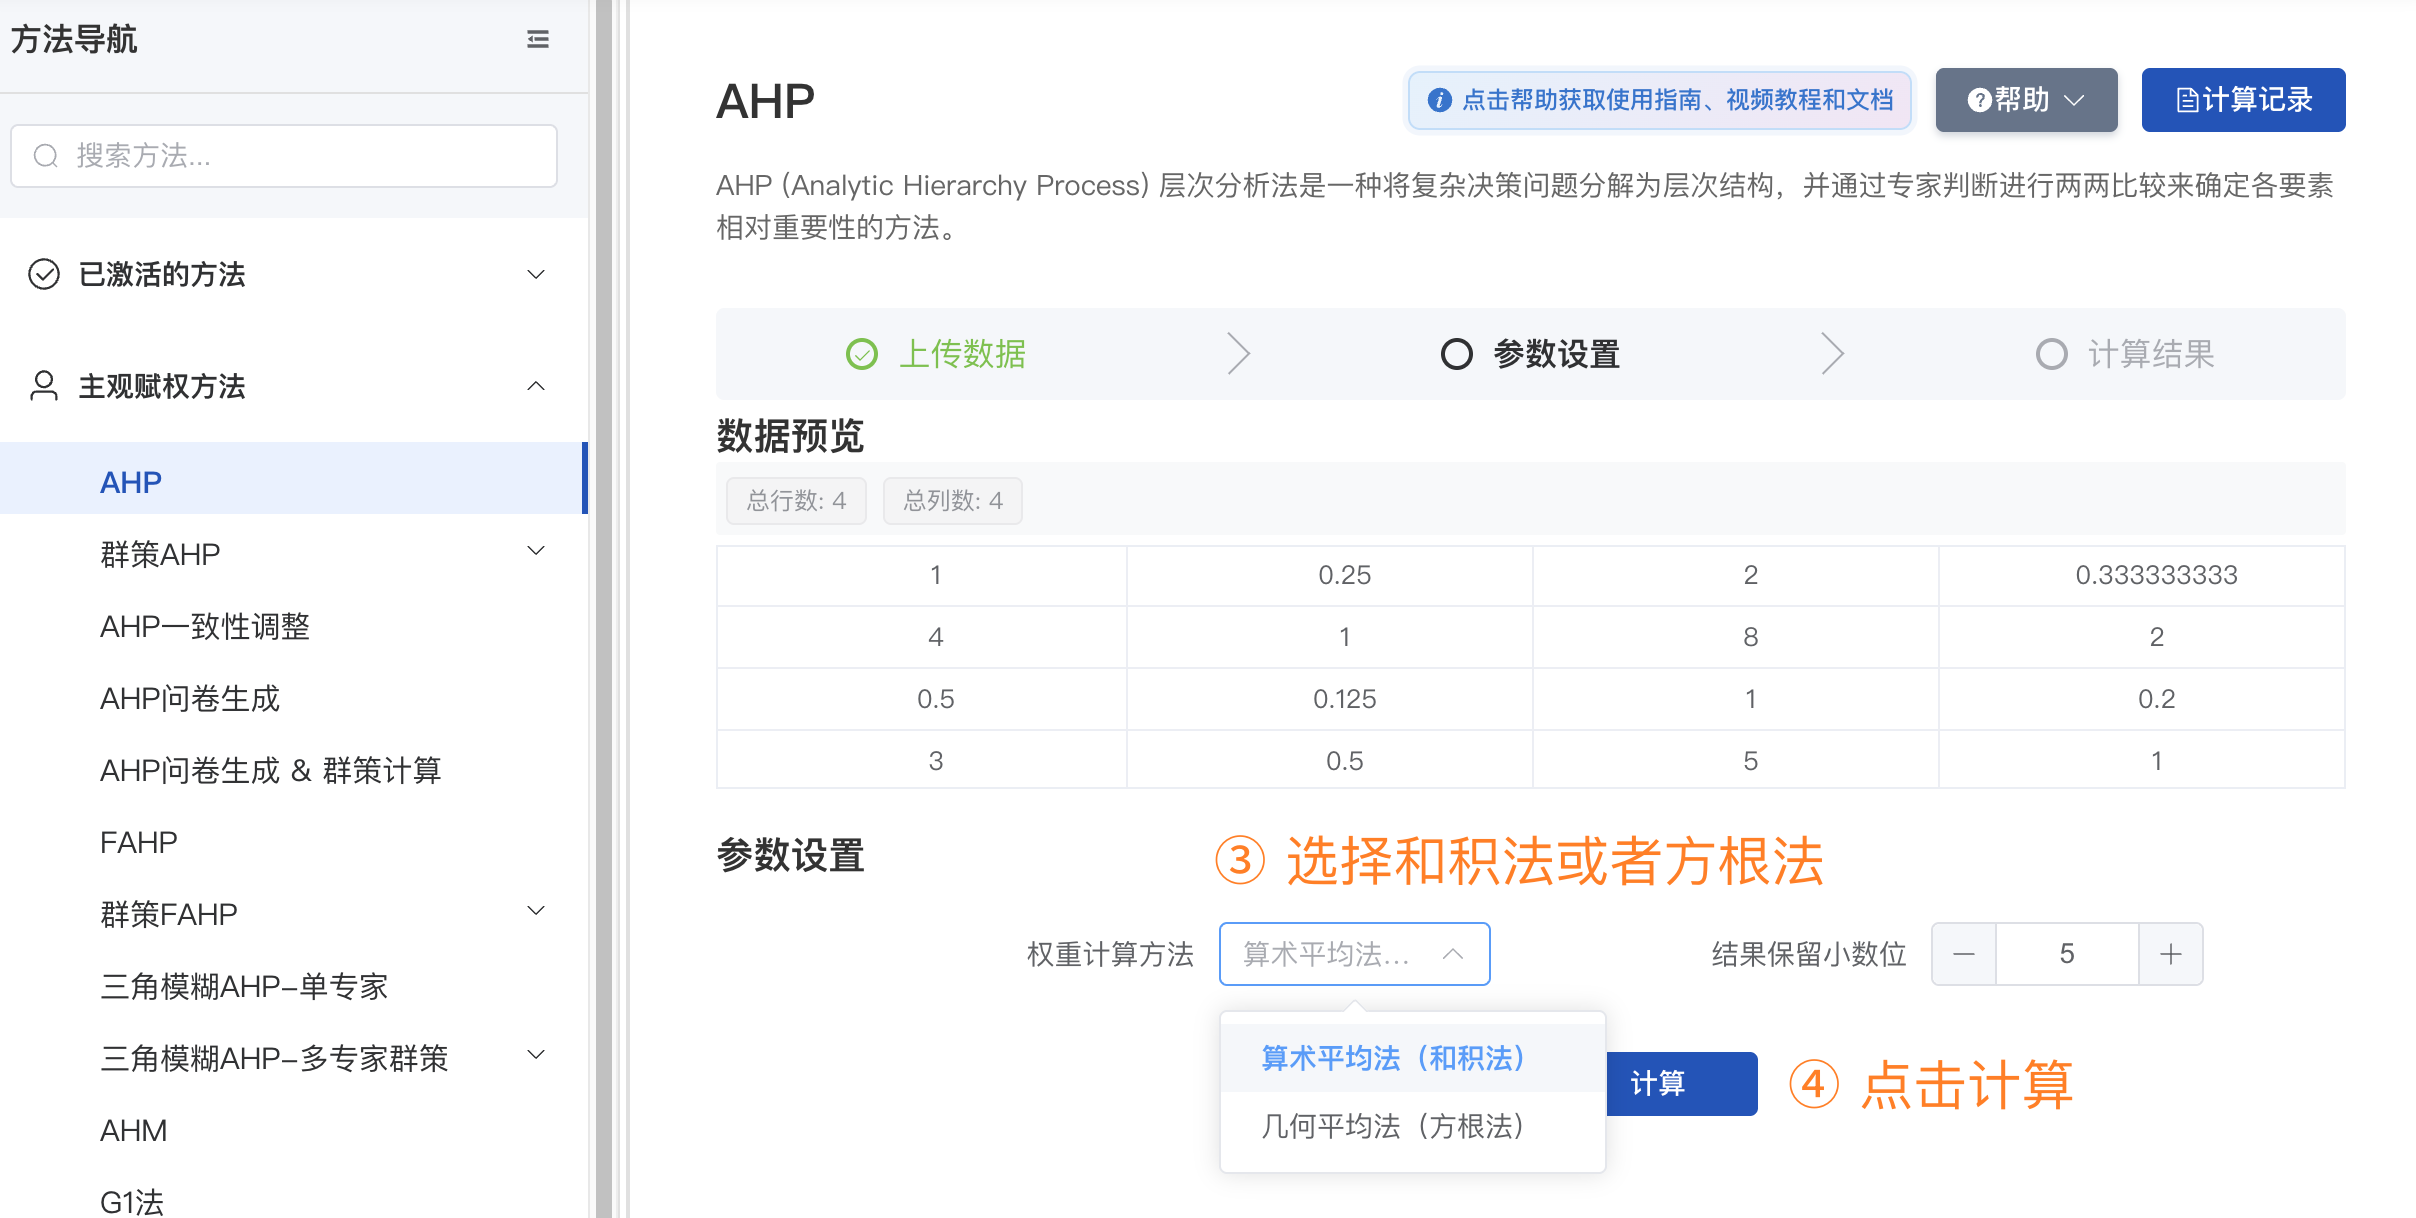 方法导航
搜索方法...
已激活的方法
主观赋权方法
AHP
群策AHP
AHP一致性调整
AHP问卷生成
AHP问卷生成 & 群策计算
FAHP
群策FAHP
三角模糊AHP-单专家
三角模糊AHP-多专家群策
AHM
G1法
AHP
点击帮助获取使用指南、视频教程和文档
帮助
计算记录
AHP (Analytic Hierarchy Process) 层次分析法是一种将复杂决策问题分解为层次结构，并通过专家判断进行两两比较来确定各要素
相对重要性的方法。
上传数据
参数设置
计算结果
数据预览
总行数: 4 总列数: 4
1 0.25 2 0.333333333
4 1 8 2
0.5 0.125 1 0.2
3 0.5 5 1
参数设置
③ 选择和积法或者方根法
权重计算方法 算术平均法... 结果保留小数位 — 5 +
算术平均法（和积法）
几何平均法（方根法）
计算
④ 点击计算